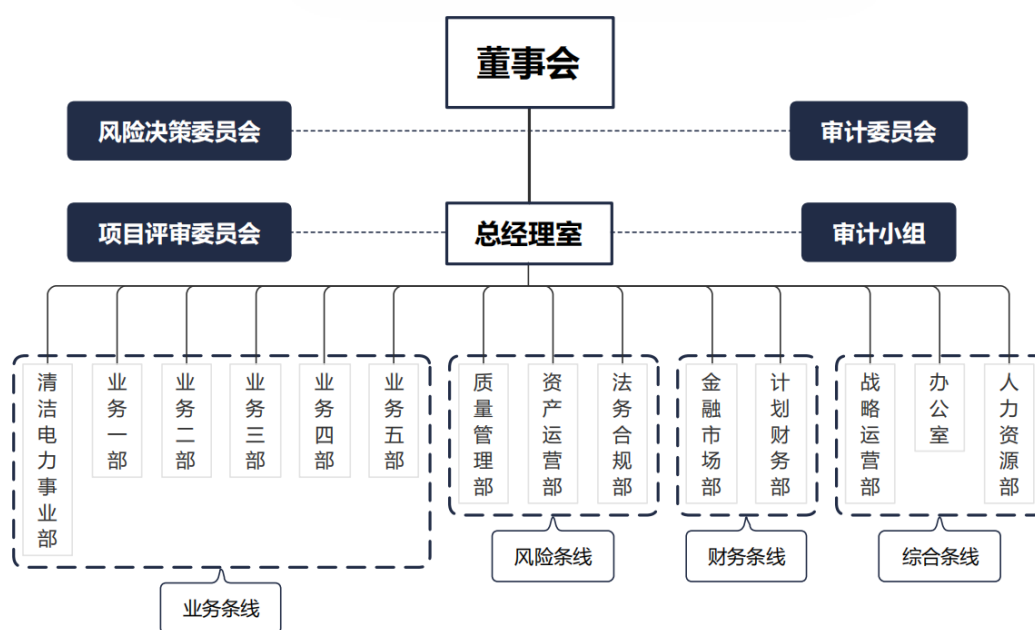 董事会
风险决策委员会
审计委员会
项目评审委员会
总经理室
审计小组
清洁电力事业部
业务一部
业务二部
业务三部
业务四部
业务五部
质量管理部
资产运营部
法务合规部
金融市场部
计划财务部
战略运营部
办公室
人力资源部
风险条线
财务条线
综合条线
业务条线